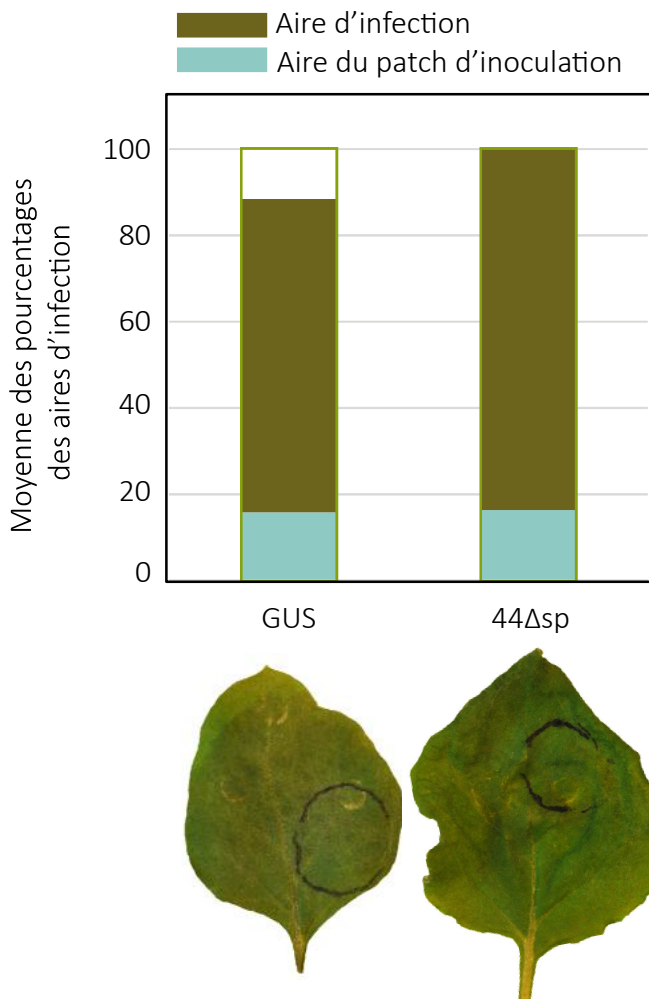 Aire d’infection
Aire du patch d’inoculation
Moyenne des pourcentages
des aires d’infection
100
80
60
40
20
0
GUS
44Δsp